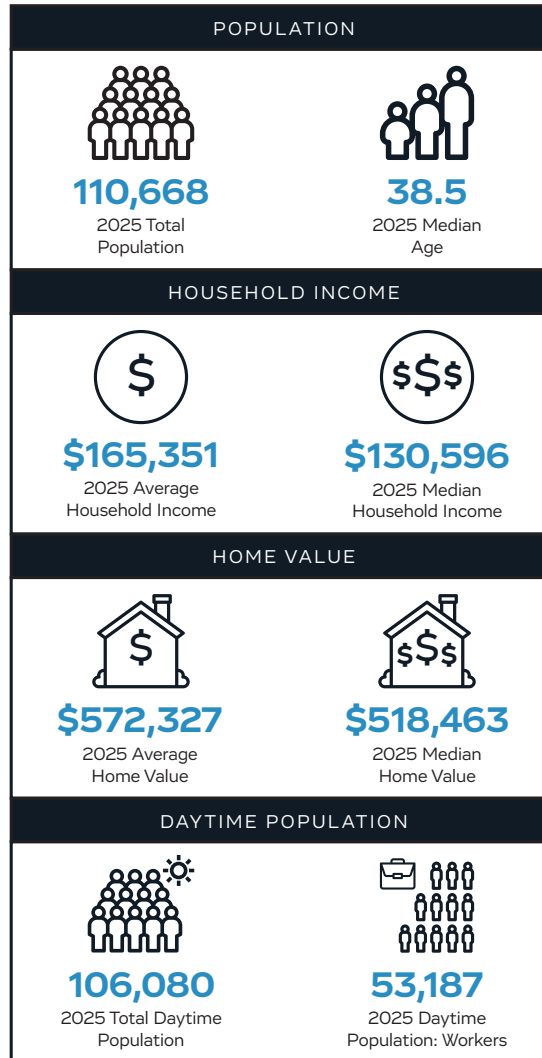 POPULATION
110,668
2025 Total
Population
38.5
2025 Median
Age
HOUSEHOLD INCOME
$
$165,351
2025 Average
Household Income
$$$
$130,596
2025 Median
Household Income
HOME VALUE
$
$572,327
2025 Average
Home Value
$$$
$518,463
2025 Median
Home Value
DAYTIME POPULATION
106,080
2025 Total Daytime
Population
53,187
2025 Daytime
Population: Workers